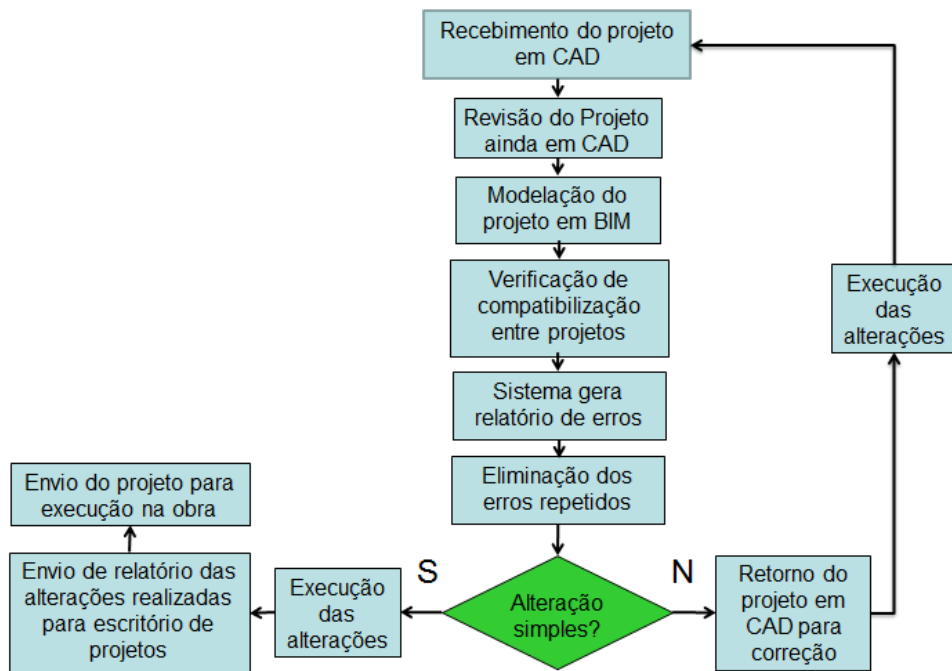 Recebimento do projeto
em CAD
Revisão do Projeto
ainda em CAD
Modelação do
projeto em BIM
Verificação de
compatibilização
entre projetos
Execução
das
alterações
Sistema gera
relatório de erros
Eliminação dos
erros repetidos
Envio do projeto para
execução na obra
S
N
Alteração
simples?
Execução
das
alterações
Envio de relatório das
alterações realizadas
para escritório de
projetos
Retorno do
projeto em
CAD para
correção